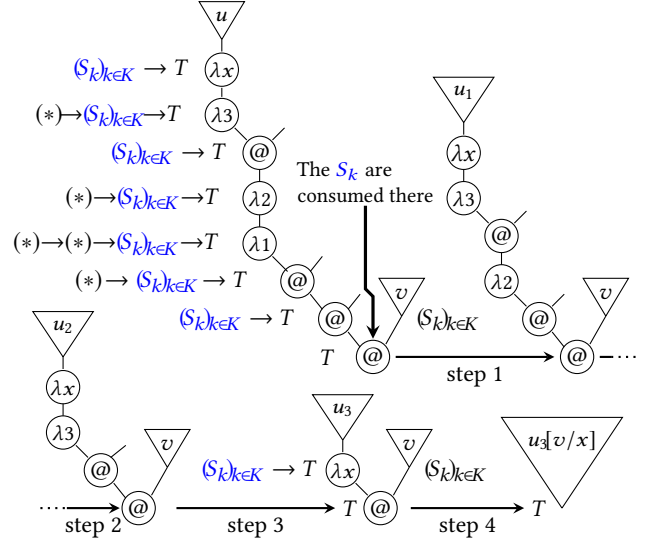 u
(S_k)_{k∈K} → T
λx
(∗)→(S_k)_{k∈K}→T
λ3
(S_k)_{k∈K} → T
@
(∗)→(S_k)_{k∈K}→T
λ2
(∗)→(∗)→(S_k)_{k∈K}→T
λ1
(∗)→ (S_k)_{k∈K} → T
@
(S_k)_{k∈K} → T
@
T
@
v
(S_k)_{k∈K}
The S_k are
consumed there
step 1
u_1
λx
λ3
@
λ2
@
v
@
····
u_2
λx
λ3
@
v
····
@
step 2
step 3
u_3
(S_k)_{k∈K} → T
λx
v
(S_k)_{k∈K}
T
@
step 4
T
u_3[v/x]